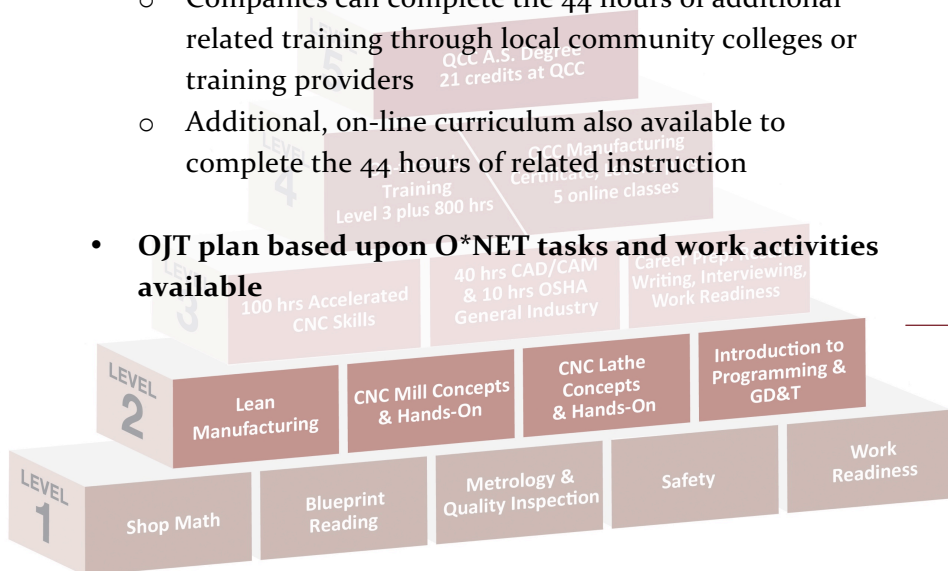 o Companies can complete the 44 hours of additional
related training through local community colleges or
training providers
o Additional, on-line curriculum also available to
complete the 44 hours of related instruction
• OJT plan based upon O*NET tasks and work activities
available
LEVEL
5
QCC A.S. Degree
21 credits at QCC
LEVEL
4
Training
Level 3 plus 800 hrs
QCC Manufacturing
Certificate,
5 online classes
3
100 hrs Accelerated
CNC Skills
40 hrs CAD/CAM
& 10 hrs OSHA
General Industry
Career Prep:
Writing, Interviewing,
Work Readiness
LEVEL
2
Lean
Manufacturing
CNC Mill Concepts
& Hands-On
CNC Lathe
Concepts
& Hands-On
Introduction to
Programming &
GD&T
LEVEL
1
Shop Math
Blueprint
Reading
Metrology &
Quality Inspection
Safety
Work
Readiness